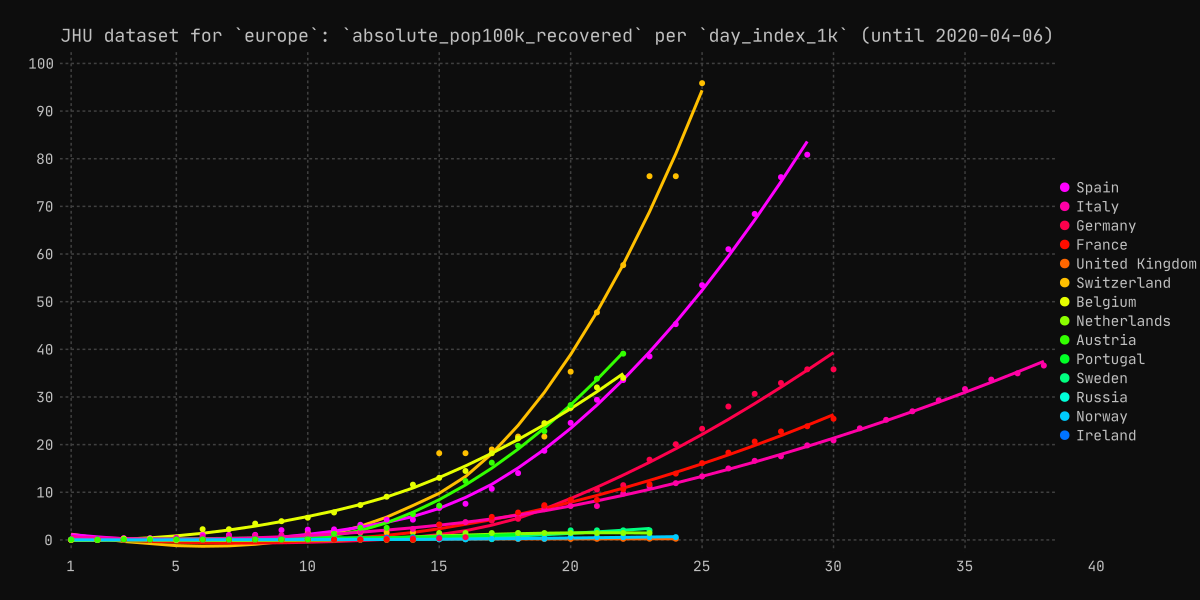 JHU dataset for `europe`: `absolute_pop100k_recovered` per `day_index_1k` (until 2020-04-06)
100
90
80
70
60
50
40
30
20
10
0
1 5 10 15 20 25 30 35 40
Spain
Italy
Germany
France
United Kingdom
Switzerland
Belgium
Netherlands
Austria
Portugal
Sweden
Russia
Norway
Ireland